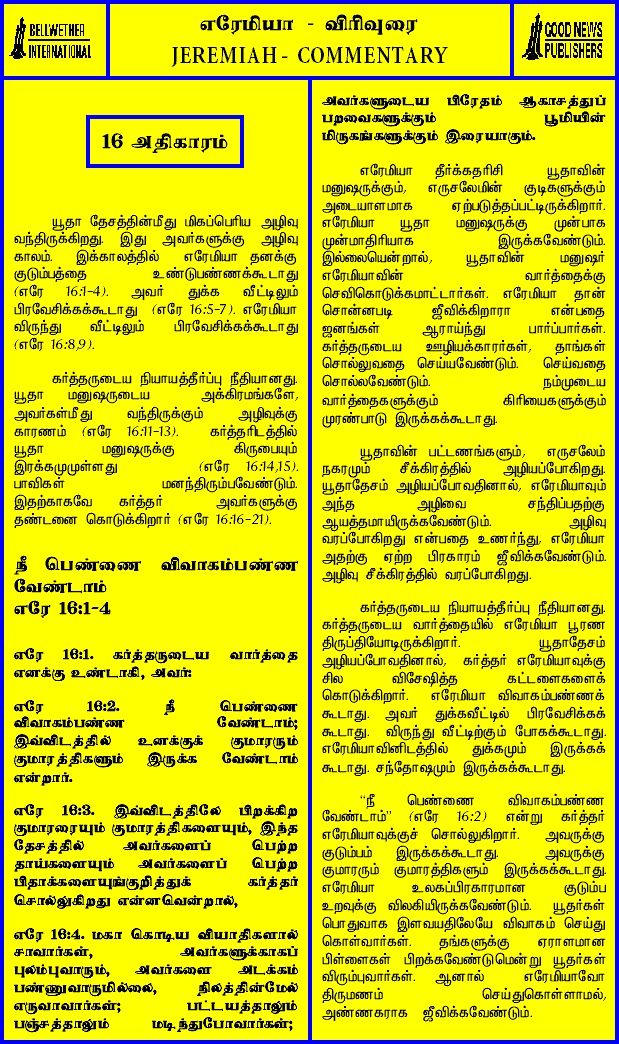 BELLWETHER
INTERNATIONAL
எரேமியா - விரிவுரை
JEREMIAH - COMMENTARY
GOOD NEWS
PUBLISHERS
16 அதிகாரம்
யூதா தேசத்தின்மீது மிகப்பெரிய அழிவு
வந்திருக்கிறது. இது அவர்களுக்கு அழிவு
காலம். இக்காலத்தில் எரேமியா தனக்கு
குடும்பத்தை உண்டுபண்ணக்கூடாது
(எரே 16:1-4). அவர் துக்க வீட்டிலும்
பிரவேசிக்கக்கூடாது (எரே 16:5-7). எரேமியா
விருந்து வீட்டிலும் பிரவேசிக்கக்கூடாது
(எரே 16:8,9).
கர்த்தருடைய நியாயத்தீர்ப்பு நீதியானது.
யூதா மனுஷருடைய அக்கிரமங்களே,
அவர்கள்மீது வந்திருக்கும் அழிவுக்கு
காரணம் (எரே 16:11-13). கர்த்தரிடத்தில்
யூதா மனுஷருக்கு கிருபையும்
இரக்கமுமுள்ளது (எரே 16:14,15).
பாவிகள் மனந்திரும்பவேண்டும்.
இதற்காகவே கர்த்தர் அவர்களுக்கு
தண்டனை கொடுக்கிறார் (எரே 16:16-21).
நீ பெண்ணை விவாகம்பண்ண
வேண்டாம்
எரே 16:1-4
எரே 16:1. கர்த்தருடைய வார்த்தை
எனக்கு உண்டாகி, அவர்:
எரே 16:2. நீ பெண்ணை
விவாகம்பண்ண வேண்டாம்;
இவ்விடத்தில் உனக்குக் குமாரரும்
குமாரத்திகளும் இருக்க வேண்டாம்
என்றார்.
எரே 16:3. இவ்விடத்திலே பிறக்கிற
குமாரரையும் குமாரத்திகளையும், இந்த
தேசத்தில் அவர்களைப் பெற்ற
தாய்களையும் அவர்களைப் பெற்ற
பிதாக்களையுங்குறித்துக் கர்த்தர்
சொல்லுகிறது என்னவென்றால்,
எரே 16:4. மகா கொடிய வியாதிகளால்
சாவார்கள், அவர்களுக்காகப்
புலம்புவாரும், அவர்களை அடக்கம்
பண்ணுவாருமில்லை, நிலத்தின்மேல்
எருவாவார்கள்; பட்டயத்தாலும்
பஞ்சத்தாலும் மடிந்துபோவார்கள்;
அவர்களுடைய பிரேதம் ஆகாசத்துப்
பறவைகளுக்கும் பூமியின்
மிருகங்களுக்கும் இரையாகும்.
எரேமியா தீர்க்கதரிசி யூதாவின்
மனுஷருக்கும், எருசலேமின் குடிகளுக்கும்
அடையாளமாக ஏற்படுத்தப்பட்டிருக்கிறார்.
எரேமியா யூதா மனுஷருக்கு முன்பாக
முன்மாதிரியாக இருக்கவேண்டும்.
இல்லையென்றால், யூதாவின் மனுஷர்
எரேமியாவின் வார்த்தைக்கு
செவிகொடுக்கமாட்டார்கள். எரேமியா தான்
சொன்னபடி ஜீவிக்கிறாரா என்பதை
ஜனங்கள் ஆராய்ந்து பார்ப்பார்கள்.
கர்த்தருடைய ஊழியக்காரர்கள், தாங்கள்
சொல்லுவதை செய்யவேண்டும். செய்வதை
சொல்லவேண்டும். நம்முடைய
வார்த்தைகளுக்கும் கிரியைகளுக்கும்
முரண்பாடு இருக்கக்கூடாது.
யூதாவின் பட்டணங்களும், எருசலேம்
நகரமும் சீக்கிரத்தில் அழியப்போகிறது.
யூதாதேசம் அழியப்போவதினால், எரேமியாவும்
அந்த அழிவை சந்திப்பதற்கு
ஆயத்தமாயிருக்கவேண்டும். அழிவு
வரப்போகிறது என்பதை உணர்ந்து, எரேமியா
அதற்கு ஏற்ற பிரகாரம் ஜீவிக்கவேண்டும்.
அழிவு சீக்கிரத்தில் வரப்போகிறது.
கர்த்தருடைய நியாயத்தீர்ப்பு நீதியானது.
கர்த்தருடைய வார்த்தையில் எரேமியா பூரண
திருப்தியோடிருக்கிறார். யூதாதேசம்
அழியப்போவதினால், கர்த்தர் எரேமியாவுக்கு
சில விசேஷித்த கட்டளைகளைக்
கொடுக்கிறார். எரேமியா விவாகம்பண்ணக்
கூடாது. அவர் துக்கவீட்டில் பிரவேசிக்கக்
கூடாது. விருந்து வீட்டிற்கும் போகக்கூடாது.
எரேமியாவினிடத்தில் துக்கமும் இருக்கக்
கூடாது. சந்தோஷமும் இருக்கக்கூடாது.
“நீ பெண்ணை விவாகம்பண்ண
வேண்டாம்” (எரே 16:2) என்று கர்த்தர்
எரேமியாவுக்குச் சொல்லுகிறார். அவருக்கு
குடும்பம் இருக்கக்கூடாது. அவருக்கு
குமாரரும் குமாரத்திகளும் இருக்கக்கூடாது.
எரேமியா உலகப்பிரகாரமான குடும்ப
உறவுக்கு விலகியிருக்கவேண்டும். யூதர்கள்
பொதுவாக இளவயதிலேயே விவாகம் செய்து
கொள்வார்கள். தங்களுக்கு ஏராளமான
பிள்ளைகள் பிறக்கவேண்டுமென்று யூதர்கள்
விரும்புவார்கள். ஆனால் எரேமியாவோ
திருமணம் செய்துகொள்ளாமல்,
அண்ணகராக ஜீவிக்கவேண்டும்.